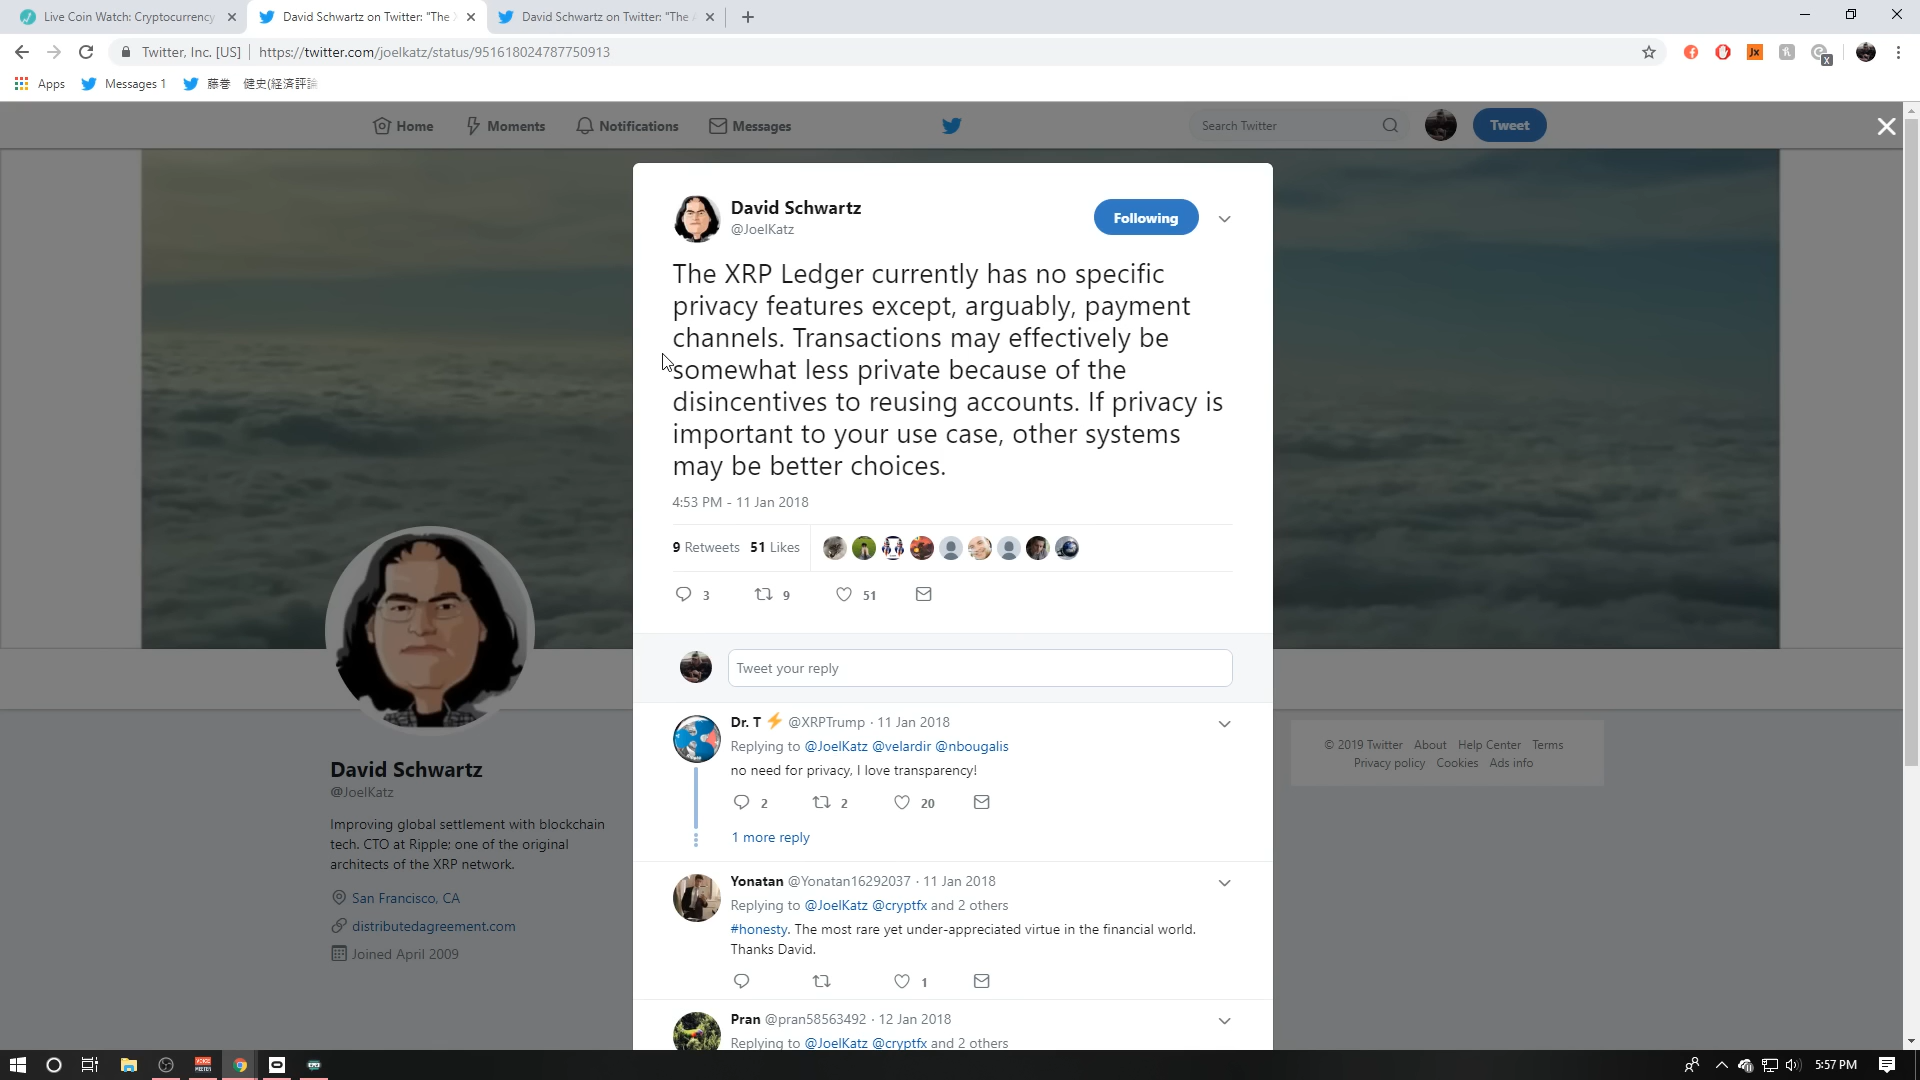 Live Coin Watch: Cryptocurrency
David Schwartz on Twitter: "The X
David Schwartz on Twitter: "The
Twitter, Inc. [US]
https://twitter.com/joelkatz/status/951618024787750913
Jx
X
Apps
Messages 1
藤巻 健史(経済評論
Home
Moments
Notifications
Messages
Search Twitter
Tweet
David Schwartz
@JoelKatz
Following
The XRP Ledger currently has no specific
privacy features except, arguably, payment
channels. Transactions may effectively be
somewhat less private because of the
disincentives to reusing accounts. If privacy is
important to your use case, other systems
may be better choices.
4:53 PM - 11 Jan 2018
9 Retweets 51 Likes
3 9 51
Tweet your reply
Dr. T ⚡ @XRPTrump · 11 Jan 2018
Replying to @JoelKatz @velardir @nbougalis
no need for privacy, I love transparency!
2 2 20
1 more reply
Yonatan @Yonatan16292037 · 11 Jan 2018
Replying to @JoelKatz @cryptfx and 2 others
#honesty. The most rare yet under-appreciated virtue in the financial world.
Thanks David.
1
Pran @pran58563492 · 12 Jan 2018
Replying to @JoelKatz @cryptfx and 2 others
David Schwartz
@JoelKatz
Improving global settlement with blockchain
tech. CTO at Ripple; one of the original
architects of the XRP network.
San Francisco, CA
distributedagreement.com
Joined April 2009
© 2019 Twitter About Help Center Terms
Privacy policy Cookies Ads info
5:57 PM